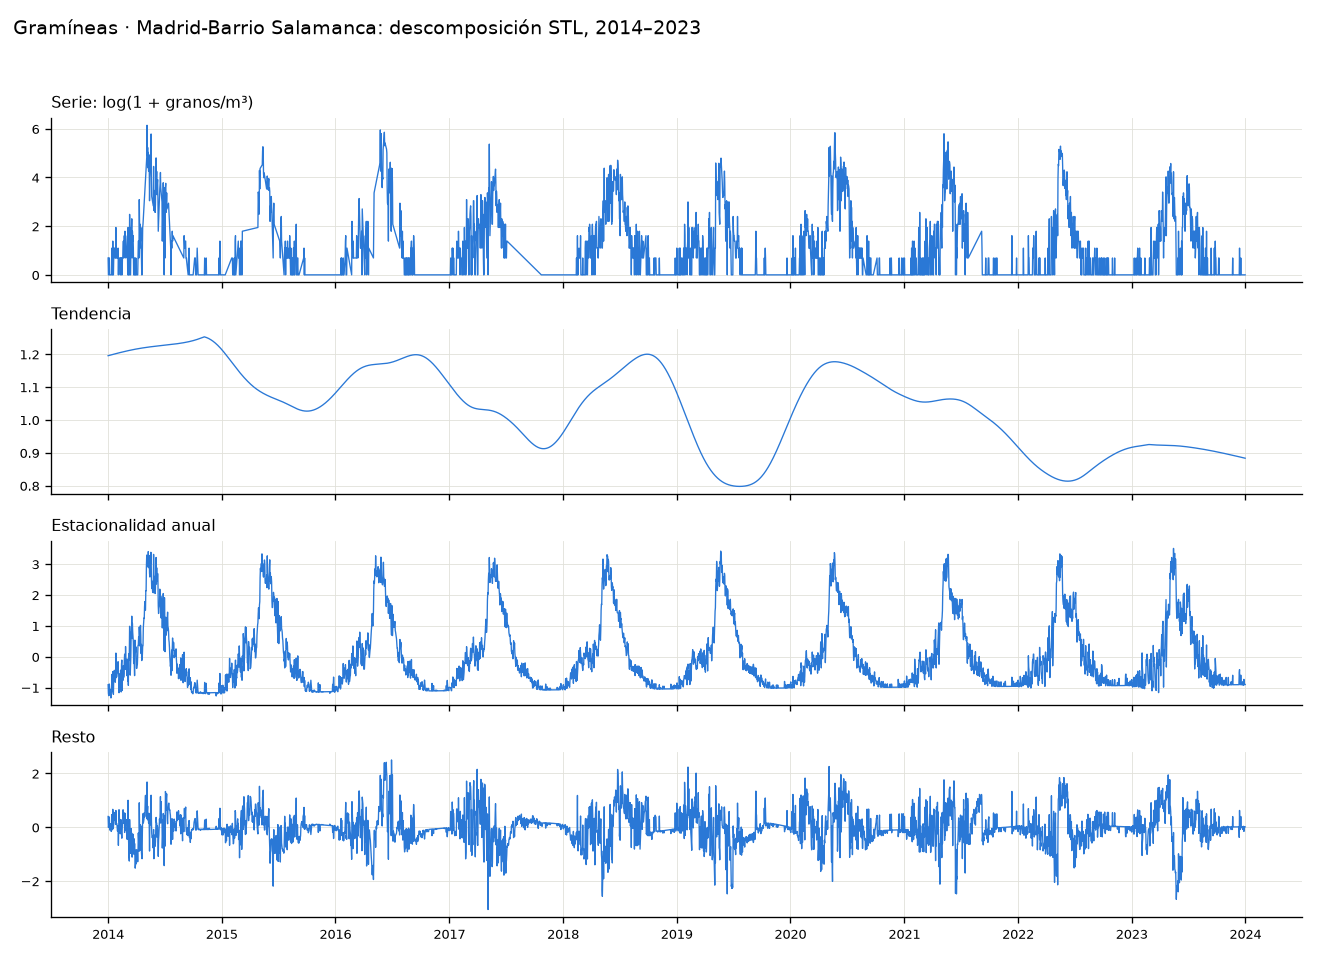 Gramíneas · Madrid-Barrio Salamanca: descomposición STL, 2014–2023
Serie: log(1 + granos/m³)
6
4
2
0
Tendencia
1.2
1.1
1.0
0.9
0.8
Estacionalidad anual
3
2
1
0
−1
Resto
2
0
−2
2014 2015 2016 2017 2018 2019 2020 2021 2022 2023 2024